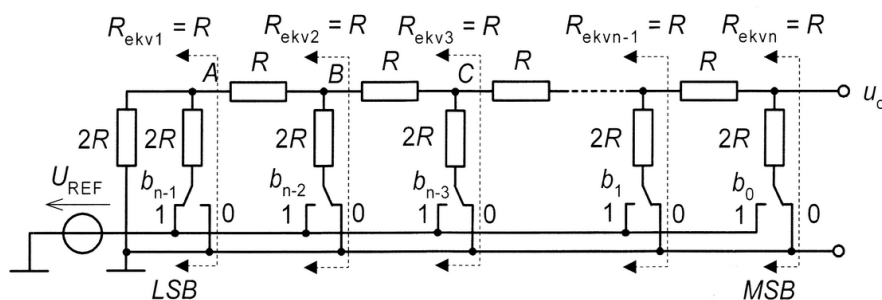 R_ekv1 = R R_ekv2 = R R_ekv3 = R R_ekvn-1 = R R_ekvn = R
A R B R C R R
u_o
2R 2R 2R 2R 2R 2R
U_REF b_n-1 b_n-2 b_n-3 b_1 b_0
1 0 1 0 1 0 1 0 1 0
LSB MSB